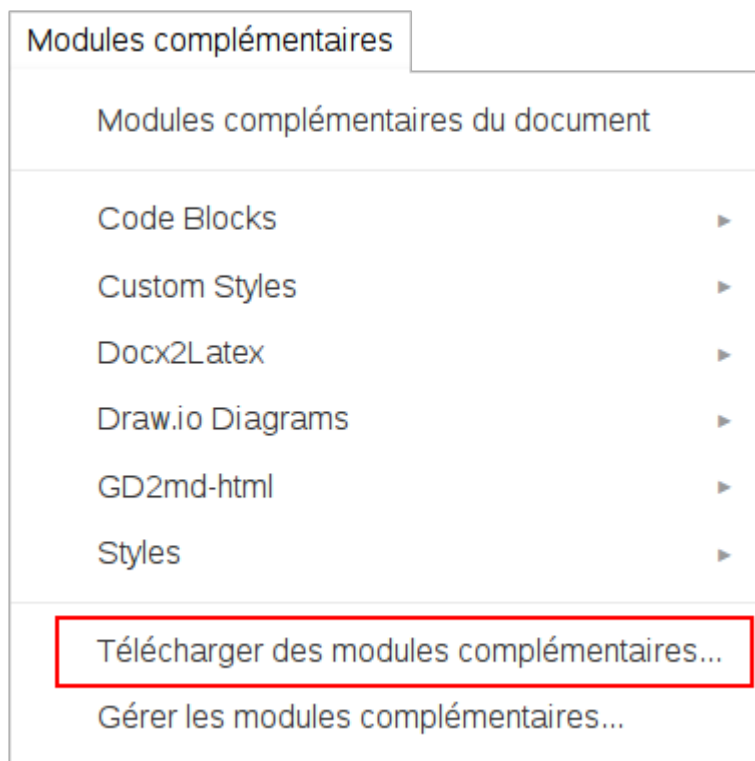 Modules complémentaires
Modules complémentaires du document
Code Blocks
Custom Styles
Docx2Latex
Draw.io Diagrams
GD2md-html
Styles
Télécharger des modules complémentaires...
Gérer les modules complémentaires...